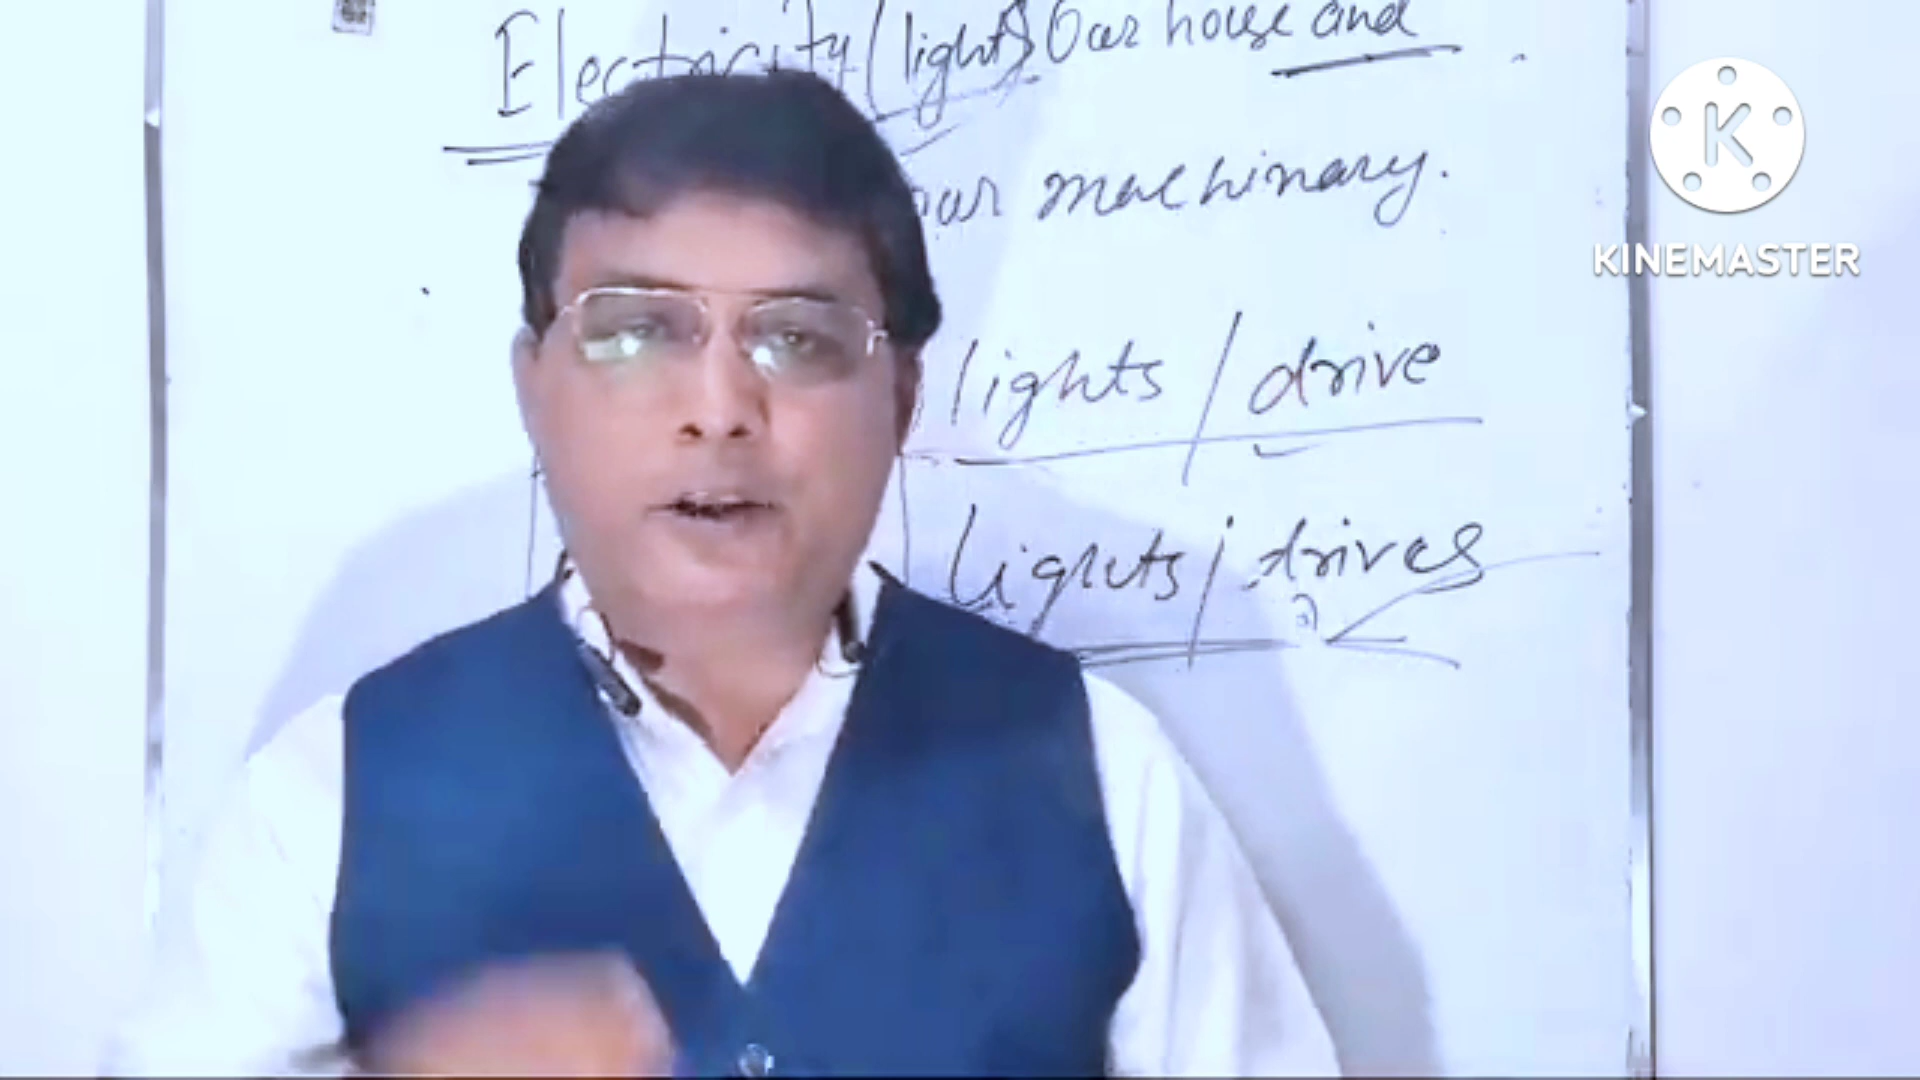 Electricity (lights) Our house and
our machinary.
lights / drive
lights / drives
K
KINEMASTER